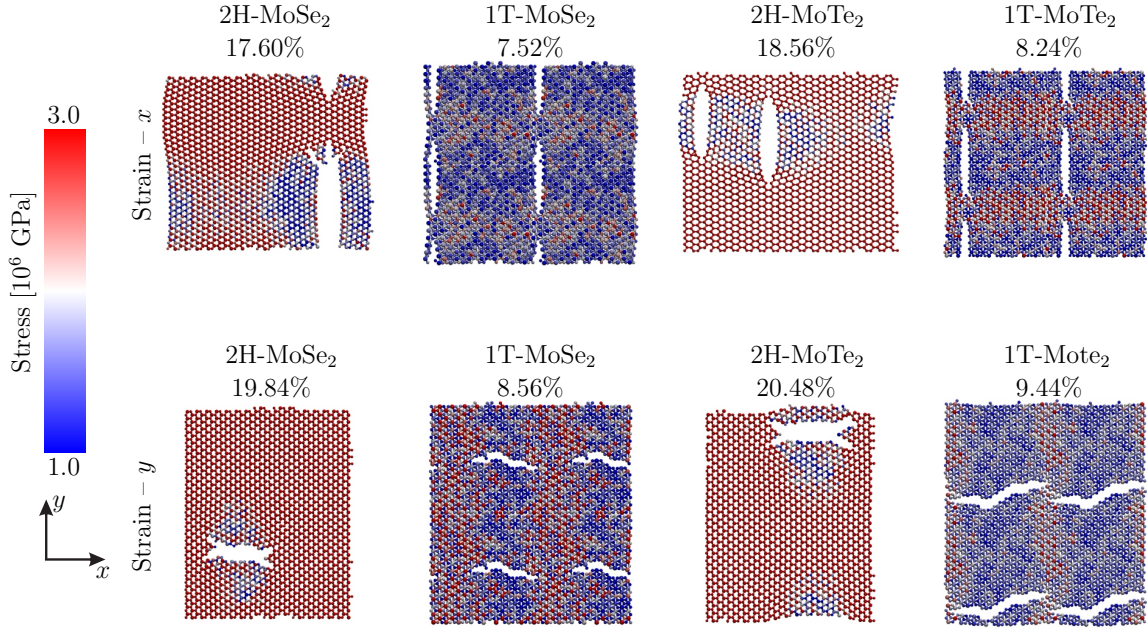 2H-MoSe₂ 1T-MoSe₂ 2H-MoTe₂ 1T-MoTe₂
17.60% 7.52% 18.56% 8.24%
3.0
Strain – x
Stress [10⁶ GPa]
1.0
2H-MoSe₂ 1T-MoSe₂ 2H-MoTe₂ 1T-Mote₂
19.84% 8.56% 20.48% 9.44%
Strain – y
y
x